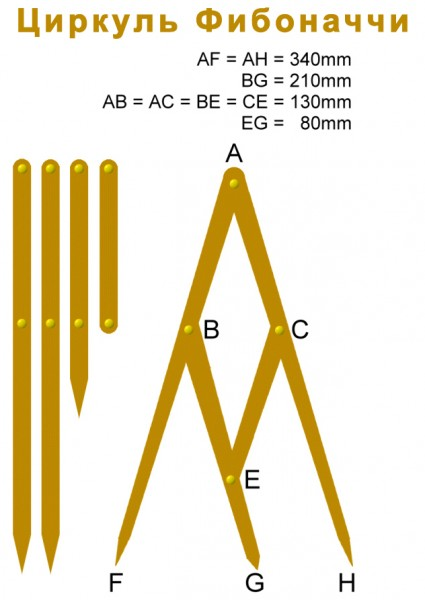 Циркуль Фибоначчи
AF = AH = 340mm
BG = 210mm
AB = AC = BE = CE = 130mm
EG = 80mm
A
B
C
E
F
G
H